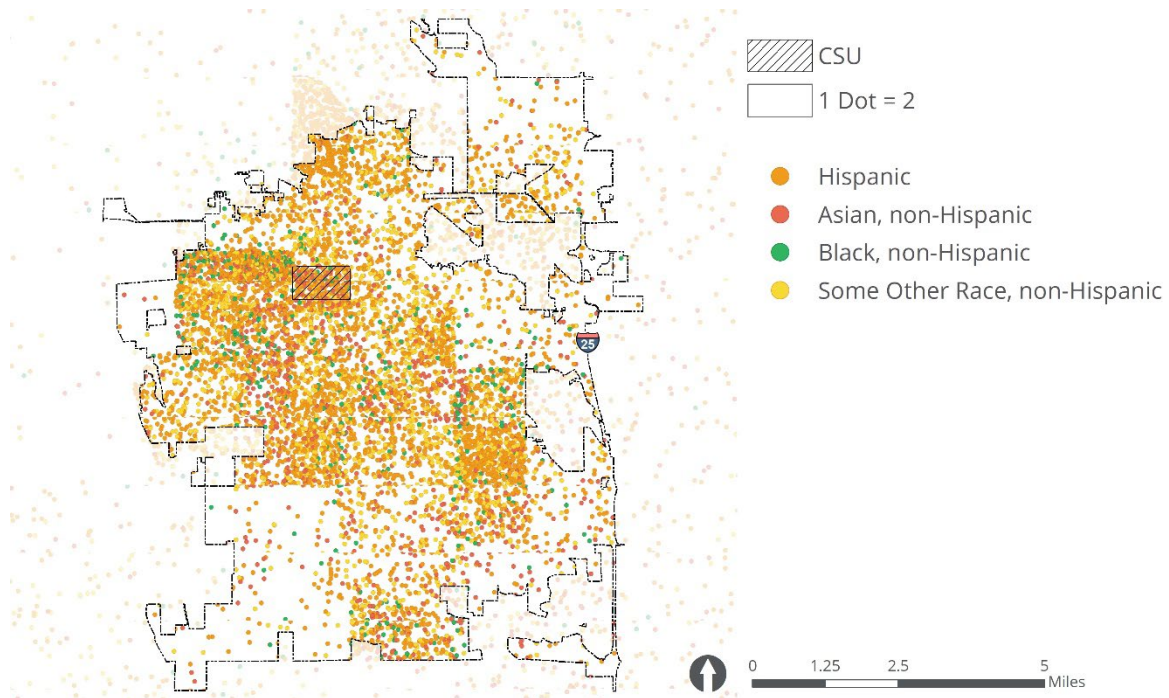 CSU
1 Dot = 2
Hispanic
Asian, non-Hispanic
Black, non-Hispanic
Some Other Race, non-Hispanic
25
0 1.25 2.5 5
Miles